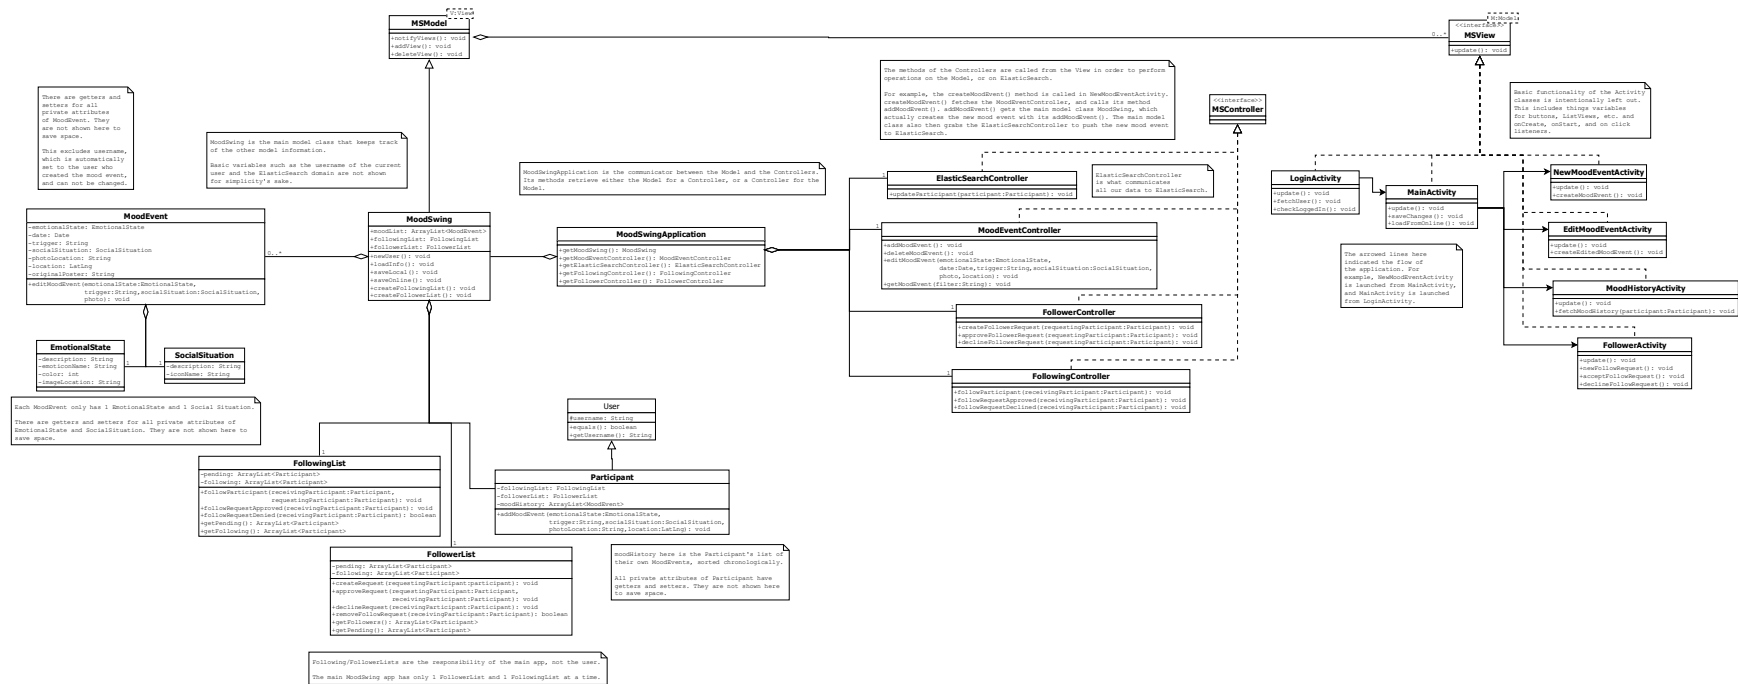 V:View
MSModel
+notifyViews(): void
+addView(): void
+deleteView(): void
0..*
M:Model
<<interface>>
MSView
+update(): void
There are getters and
setters for all
private attributes
of MoodEvent. They
are not shown here to
save space.
This excludes username,
which is automatically
set to the user who
created the mood event,
and can not be changed.
MoodSwing is the main model class that keeps track
of the other model information.
Basic variables such as the username of the current
user and the ElasticSearch domain are not shown
for simplicity's sake.
MoodSwingApplication is the communicator between the Model and the Controllers.
Its methods retrieve either the Model for a Controller, or a Controller for the
Model.
The methods of the Controllers are called from the View in order to perform
operations on the Model, or on ElasticSearch.
For example, the createMoodEvent() method is called in NewMoodEventActivity.
createMoodEvent() fetches the MoodEventController, and calls its method
addMoodEvent(). addMoodEvent() gets the main model class MoodSwing, which
actually creates the new mood event with its addMoodEvent(). The main model
class also then grabs the ElasticSearchController to push the new mood event
to ElasticSearch.
<<interface>>
MSController
Basic functionality of the Activity
classes is intentionally left out.
This includes things variables
for buttons, ListViews, etc. and
onCreate, onStart, and on click
listeners.
MoodEvent
-emotionalState: EmotionalState
-date: Date
-trigger: String
-socialSituation: SocialSituation
-photoLocation: String
-location: LatLng
-originalPoster: String
+editMoodEvent(emotionalState:EmotionalState,
trigger:String,socialSituation:SocialSituation,
photo): void
0..*
MoodSwing
-moodList: ArrayList<MoodEvent>
+followingList: FollowingList
+followerList: FollowerList
+newUser(): void
+loadInfo(): void
+saveLocal(): void
+saveOnline(): void
+createFollowingList(): void
+createFollowerList(): void
MoodSwingApplication
+getMoodSwing(): MoodSwing
+getMoodEventController(): MoodEventController
+getElasticSearchController(): ElasticSearchController
+getFollowingController(): FollowingController
+getFollowerController(): FollowerController
1
ElasticSearchController
+updateParticipant(participant:Participant): void
ElasticSearchController
is what communicates
all our data to ElasticSearch.
1
MoodEventController
+addMoodEvent(): void
+deleteMoodEvent(): void
+editMoodEvent(emotionalState:EmotionalState,
date:Date,trigger:String,socialSituation:SocialSituation,
photo,location): void
+getMoodEvent(filter:String): void
1
FollowerController
+createFollowerRequest(requestingParticipant:Participant): void
+approveFollowerRequest(requestingParticipant:Participant): void
+declineFollowerRequest(requestingParticipant:Participant): void
1
FollowingController
+followParticipant(receivingParticipant:Participant): void
+followRequestApproved(receivingParticipant:Participant): void
+followRequestDeclined(receivingParticipant:Participant): void
LoginActivity
+update(): void
+fetchUser(): void
+checkLoggedIn(): void
MainActivity
+update(): void
+saveChanges(): void
+loadFromOnline(): void
The arrowed lines here
indicated the flow of
the application. For
example, NewMoodEventActivity
is launched from MainActivity,
and MainActivity is launched
from LoginActivity.
NewMoodEventActivity
+update(): void
+createMoodEvent(): void
EditMoodEventActivity
+update(): void
+createEditedMoodEvent(): void
MoodHistoryActivity
+update(): void
+fetchMoodHistory(participant:Participant): void
FollowerActivity
+update(): void
+newFollowRequest(): void
+acceptFollowRequest(): void
+declineFollowRequest(): void
EmotionalState
-description: String
-emoticonName: String
-color: int
-imageLocation: String
1
1
SocialSituation
-description: String
-iconName: String
Each MoodEvent only has 1 EmotionalState and 1 Social Situation.
There are getters and setters for all private attributes of
EmotionalState and SocialSituation. They are not shown here to
save space.
User
#username: String
+equals(): boolean
+getUsername(): String
1
FollowingList
-pending: ArrayList<Participant>
-following: ArrayList<Participant>
+followParticipant(receivingParticipant:Participant,
requestingParticipant:Participant): void
+followRequestApproved(receivingParticipant:Participant): void
+followRequestDenied(receivingParticipant:Participant): boolean
+getPending(): ArrayList<Participant>
+getFollowing(): ArrayList<Participant>
Participant
-followingList: FollowingList
-followerList: FollowerList
-moodHistory: ArrayList<MoodEvent>
+addMoodEvent(emotionalState:EmotionalState,
trigger:String,socialSituation:SocialSituation,
photoLocation:String,location:LatLng): void
1
FollowerList
-pending: ArrayList<Participant>
-following: ArrayList<Participant>
+createRequest(requestingParticipant:participant): void
+approveRequest(requestingParticipant:Participant,
receivingParticipant:Participant): void
+declineRequest(receivingParticipant:Participant): void
+removeFollowRequest(receivingParticipant:Participant): boolean
+getFollowers(): ArrayList<Participant>
+getPending(): ArrayList<Participant>
moodHistory here is the Participant's list of
their own MoodEvents, sorted chronologically.
All private attributes of Participant have
getters and setters. They are not shown here
to save space.
Following/FollowerLists are the responsibility of the main app, not the user.
The main MoodSwing app has only 1 FollowerList and 1 FollowingList at a time.